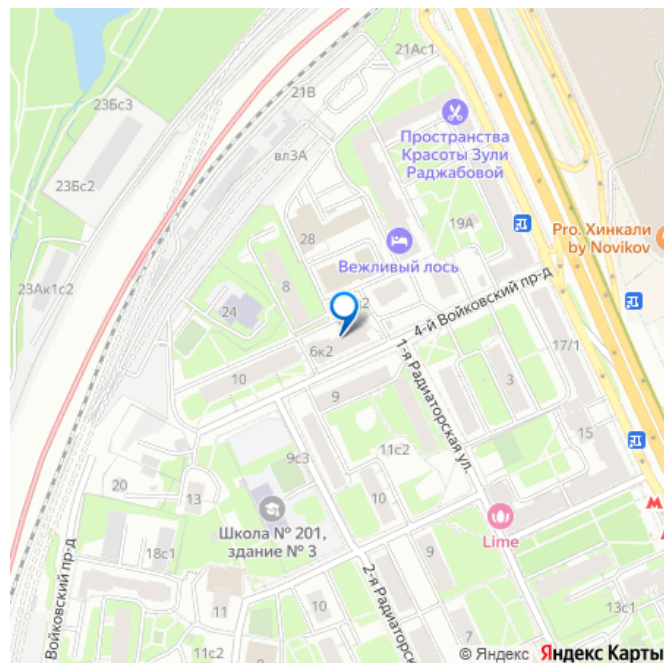 21Ас1
23Бс3
21В
Пространства
Красоты Зули
Раджабовой
вл3А
23Бс2
19А
28
Pro. Хинкали
by Novikov
Вежливый лось
23Ак1с2
8
24
2
4-й Войковский пр-д
6к2
17/1
1-я Радиаторская ул.
10
9
3
11с2
15
9с3
20
13
10
Школа № 201,
здание № 3
Lime
М
18с1
9
Войковский пр-д
2-я Радиаторск
11
10
7
13с1
11с2
8
© Яндекс Яндекс Карты